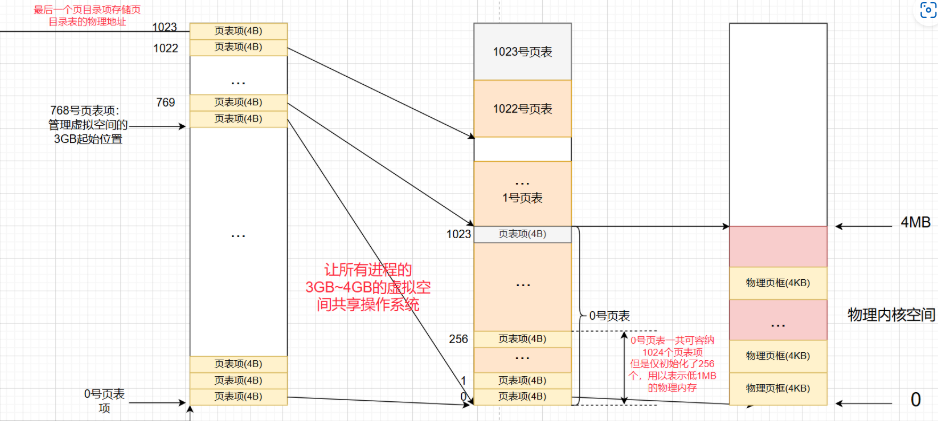 最后一个页目录项存储页
目录表的物理地址
1023
页表项(4B)
1022
页表项(4B)
...
769
页表项(4B)
页表项(4B)
768号页表项：
管理虚拟空间的
3GB起始位置
...
页表项(4B)
页表项(4B)
页表项(4B)
0号页表
项
让所有进程的
3GB~4GB的虚拟空
间共享操作系统
1023号页表
1022号页表
...
1号页表
1023
页表项(4B)
...
0号页表
256
页表项(4B)
...
1
页表项(4B)
0
页表项(4B)
0号页表一共可容纳
1024个页表项
但是仅初始化了256
个，用以表示低1MB
的物理内存
4MB
物理页框(4KB)
物理内核空间
...
物理页框(4KB)
物理页框(4KB)
0